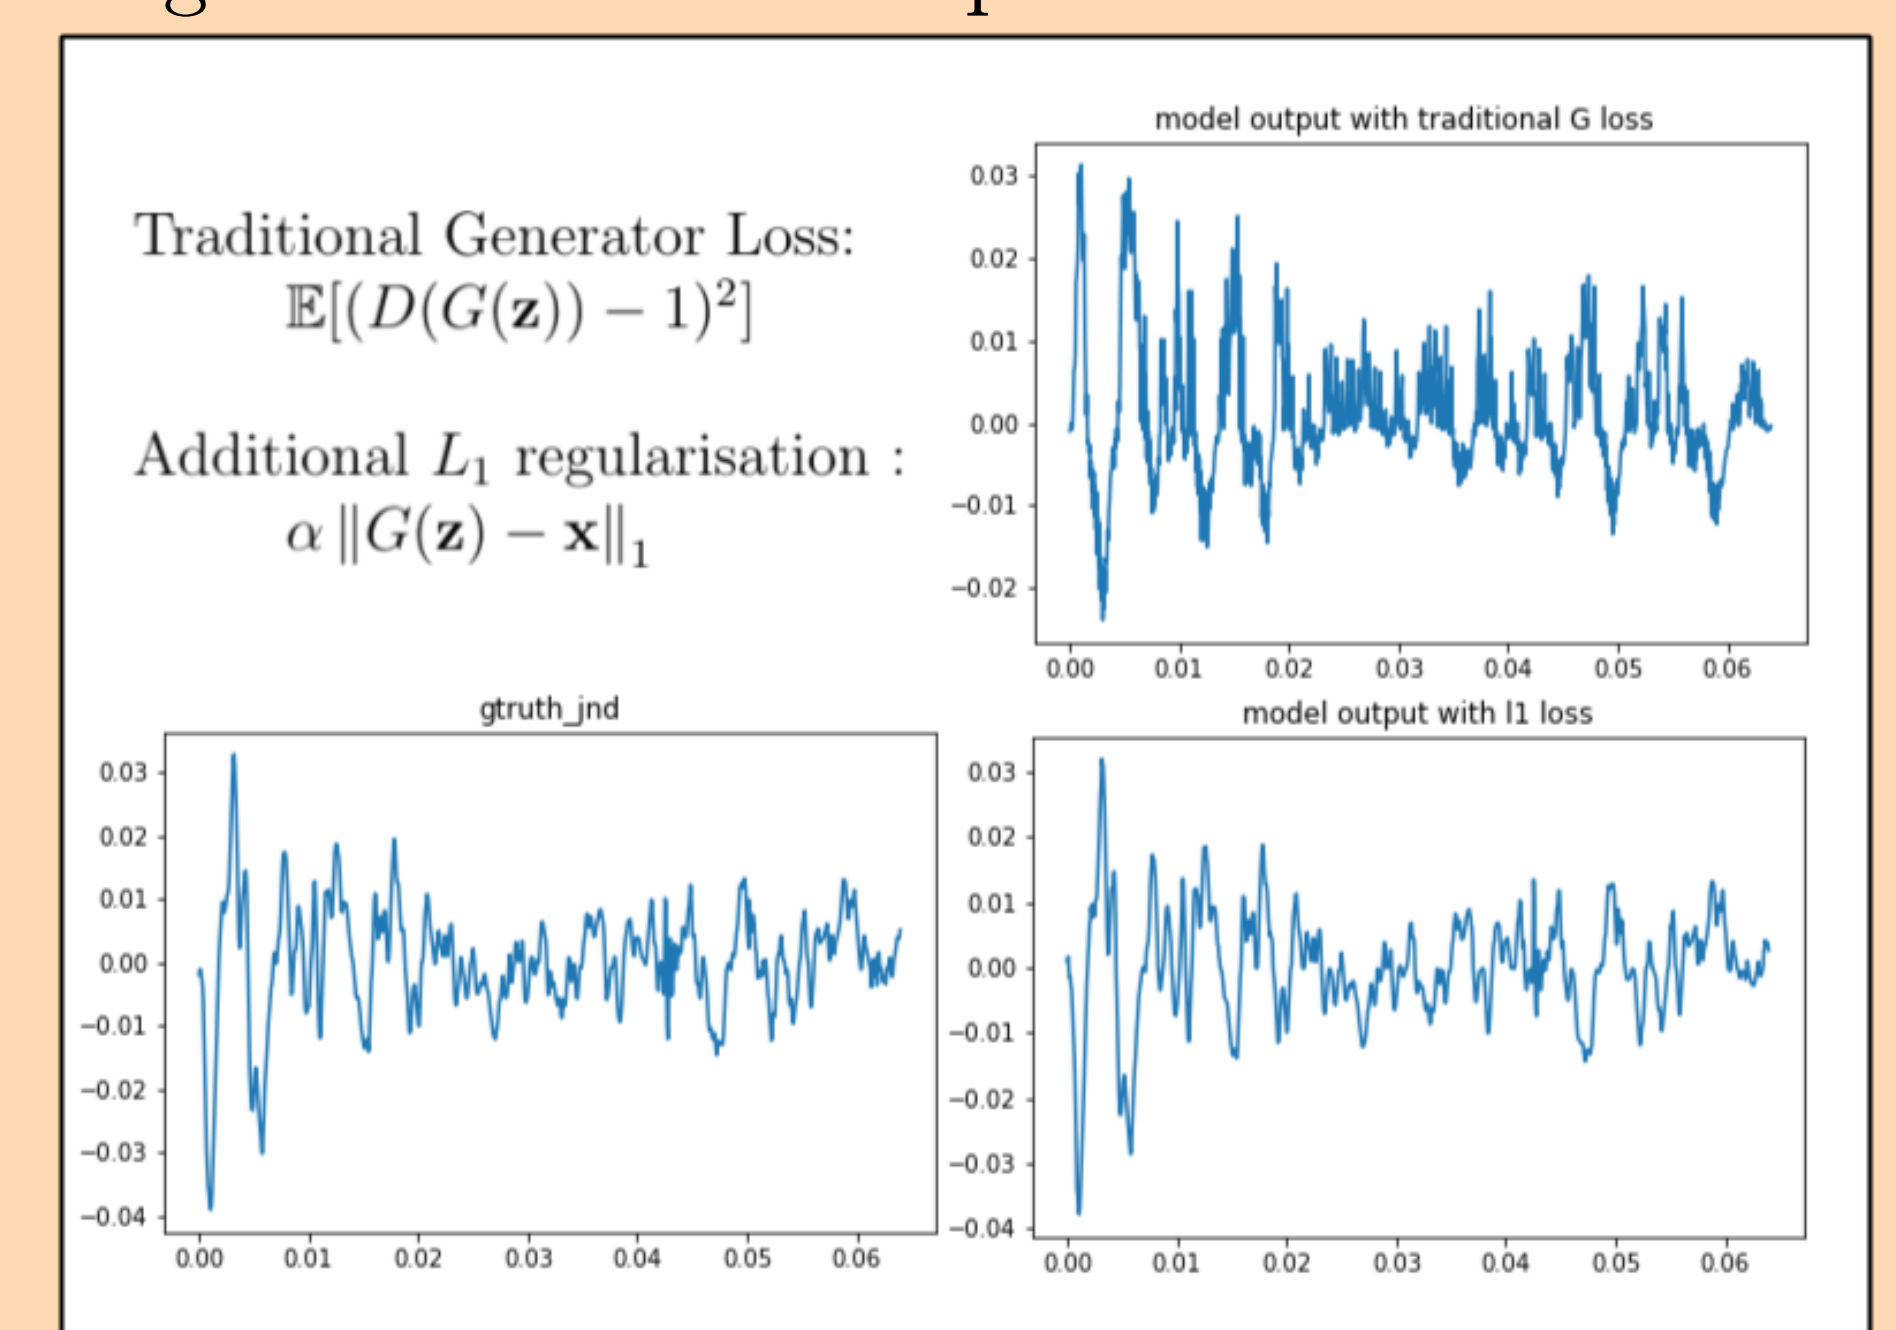 Traditional Generator Loss:
𝔼[(D(G(𝐳)) − 1)²]
Additional L₁ regularisation :
α ‖G(𝐳) − 𝐱‖₁
model output with traditional G loss
0.03
0.02
0.01
0.00
−0.01
−0.02
0.00 0.01 0.02 0.03 0.04 0.05 0.06
gtruth_jnd
0.03
0.02
0.01
0.00
−0.01
−0.02
−0.03
−0.04
0.00 0.01 0.02 0.03 0.04 0.05 0.06
model output with l1 loss
0.03
0.02
0.01
0.00
−0.01
−0.02
−0.03
−0.04
0.00 0.01 0.02 0.03 0.04 0.05 0.06